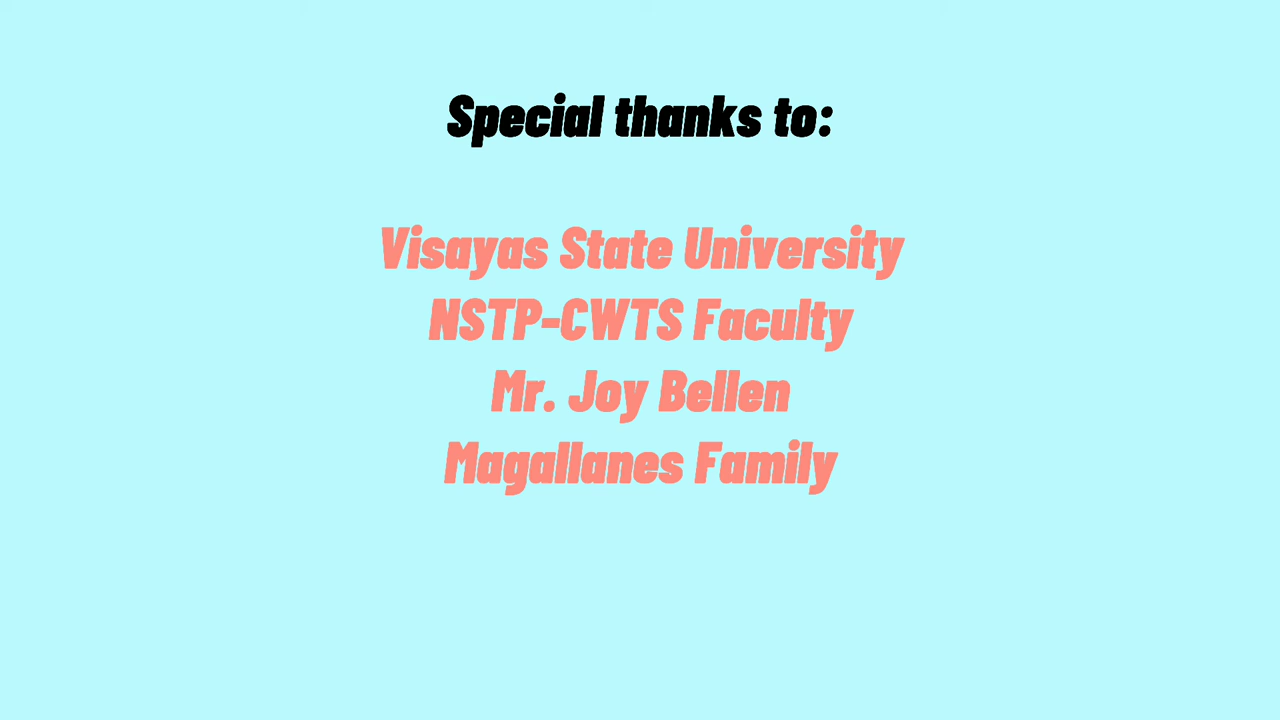 Special thanks to:
Visayas State University
NSTP-CWTS Faculty
Mr. Joy Bellen
Magallanes Family